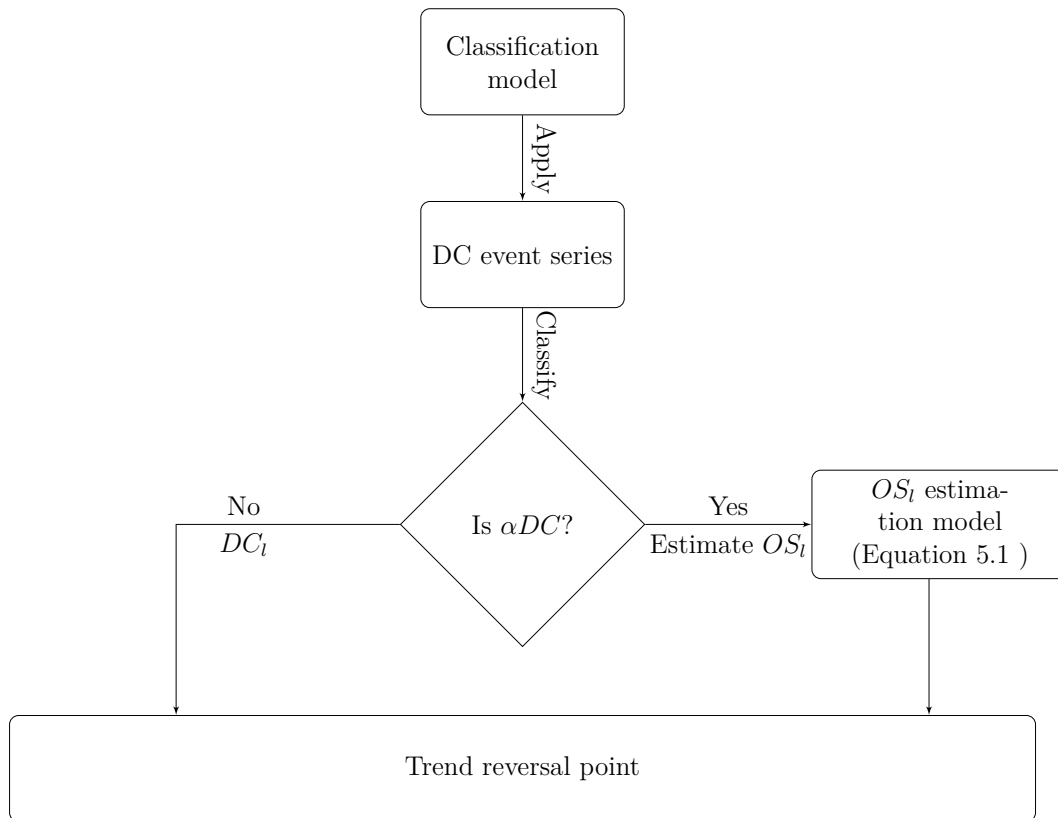 Classification
model
Apply
DC event series
Classify
Is αDC?
No
DC_l
Yes
Estimate OS_l
OS_l estima-
tion model
(Equation 5.1 )
Trend reversal point